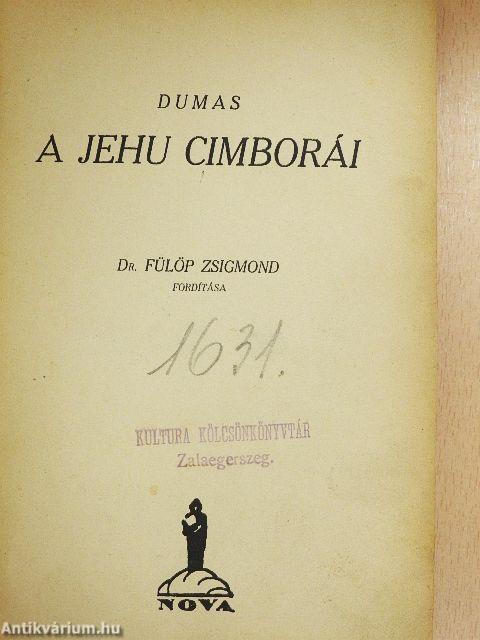 DUMAS
A JEHU CIMBORÁI
DR. FÜLÖP ZSIGMOND
FORDÍTÁSA
1631.
KULTURA KÖLCSÖNKÖNYVTÁR
Zalaegerszeg.
NOVA
Antikvárium.hu